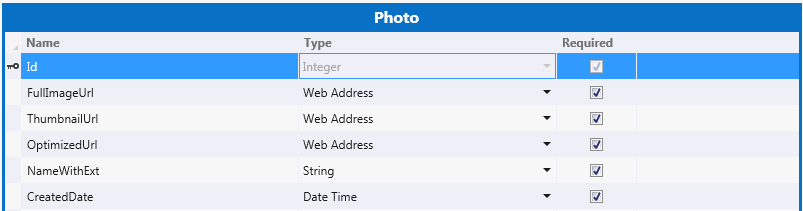 Photo
Name Type Required
Id Integer
FullImageUrl Web Address
ThumbnailUrl Web Address
OptimizedUrl Web Address
NameWithExt String
CreatedDate Date Time